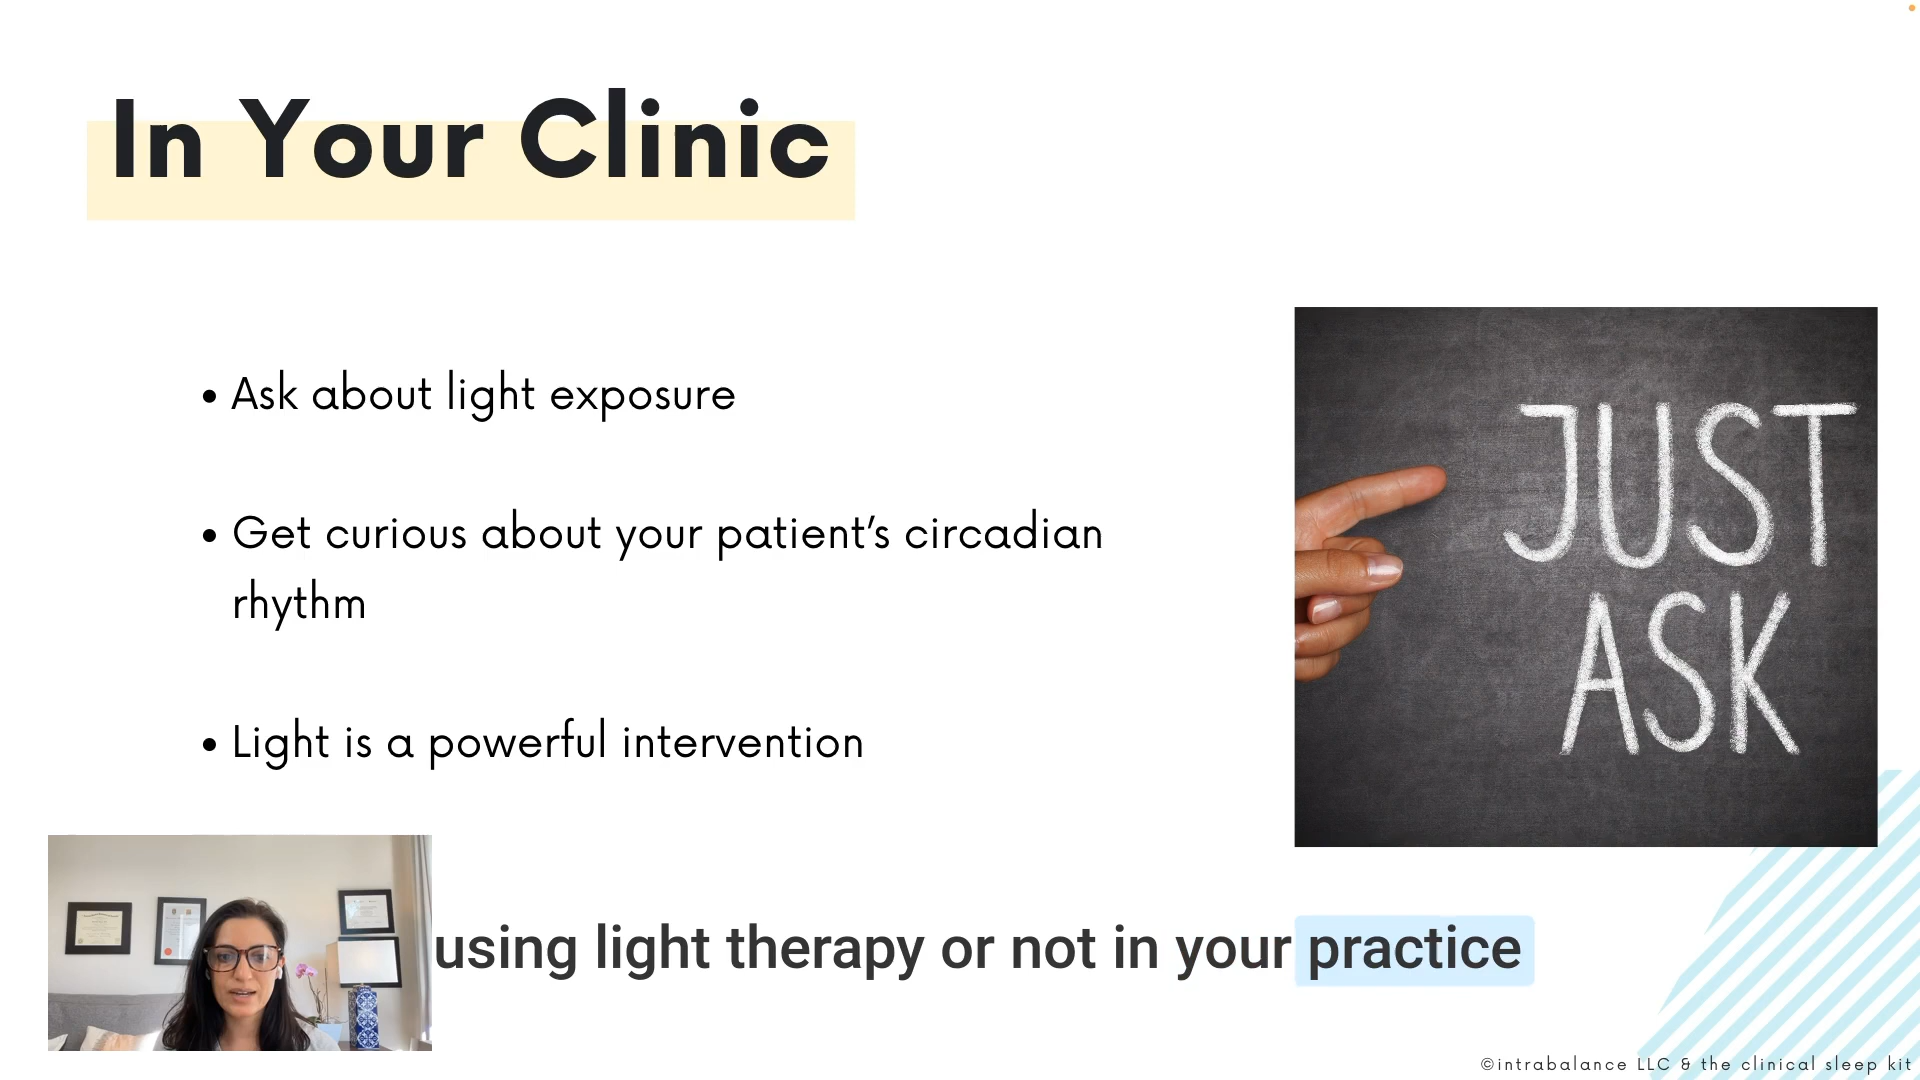 In Your Clinic
• Ask about light exposure
• Get curious about your patient’s circadian
rhythm
• Light is a powerful intervention
JUST
ASK
using light therapy or not in your practice
©intrabalance LLC & the clinical sleep kit